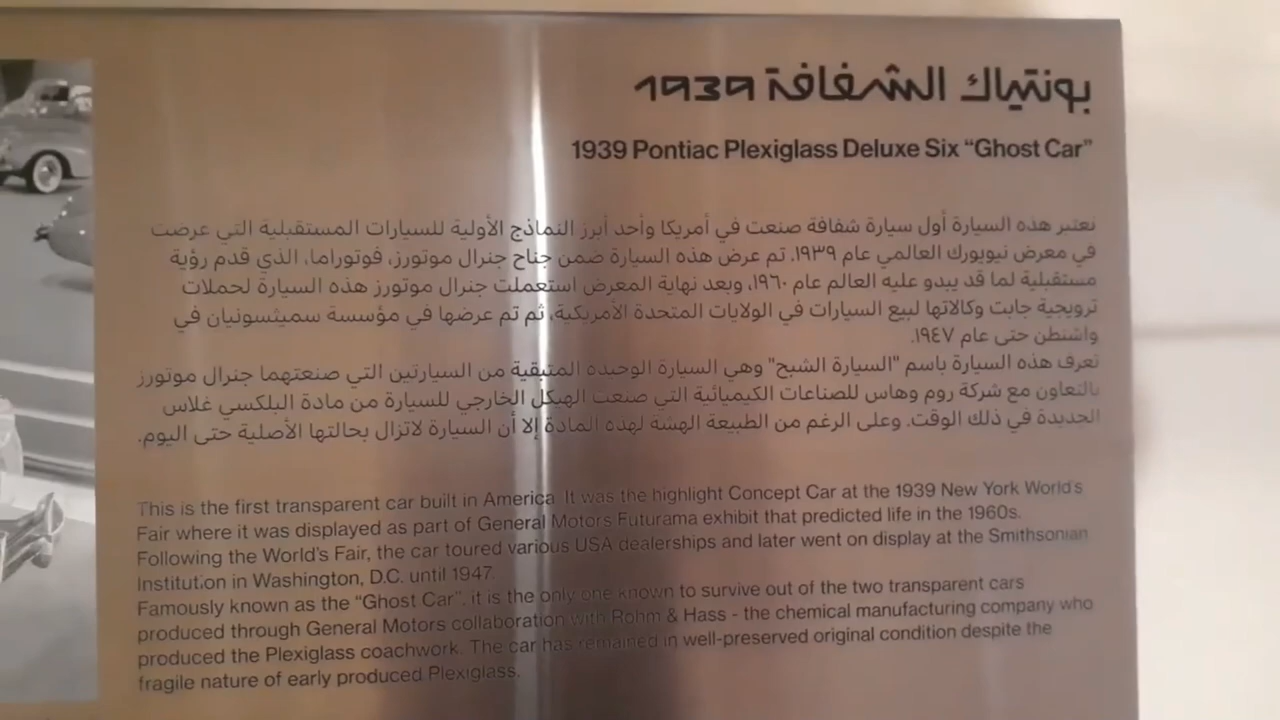 بونتياك الشفافة 1939
1939 Pontiac Plexiglass Deluxe Six “Ghost Car”
تعتبر هذه السيارة أول سيارة شفافة صنعت في أمريكا وأحد أبرز النماذج الأولية للسيارات المستقبلية التي عرضت
في معرض نيويورك العالمي عام ١٩٣٩. تم عرض هذه السيارة ضمن جناح جنرال موتورز، فوتوراما، الذي قدم رؤية
مستقبلية لما قد يبدو عليه العالم عام ١٩٦٠، وبعد نهاية المعرض استعملت جنرال موتورز هذه السيارة لحملات
ترويجية جابت وكالاتها لبيع السيارات في الولايات المتحدة الأمريكية، ثم تم عرضها في مؤسسة سميثسونيان في
واشنطن حتى عام ١٩٤٧.
تعرف هذه السيارة باسم "السيارة الشبح" وهي السيارة الوحيدة المتبقية من السيارتين التي صنعتهما جنرال موتورز
بالتعاون مع شركة روم وهاس للصناعات الكيميائية التي صنعت الهيكل الخارجي للسيارة من مادة البلكسي غلاس
الجديدة في ذلك الوقت. وعلى الرغم من الطبيعة الهشة لهذه المادة إلا أن السيارة لاتزال بحالتها الأصلية حتى اليوم.
This is the first transparent car built in America. It was the highlight Concept Car at the 1939 New York World’s
Fair where it was displayed as part of General Motors Futurama exhibit that predicted life in the 1960s.
Following the World’s Fair, the car toured various USA dealerships and later went on display at the Smithsonian
Institution in Washington, D.C. until 1947.
Famously known as the “Ghost Car”, it is the only one known to survive out of the two transparent cars
produced through General Motors collaboration with Rohm & Hass - the chemical manufacturing company who
produced the Plexiglass coachwork. The car has remained in well-preserved original condition despite the
fragile nature of early produced Plexiglass.